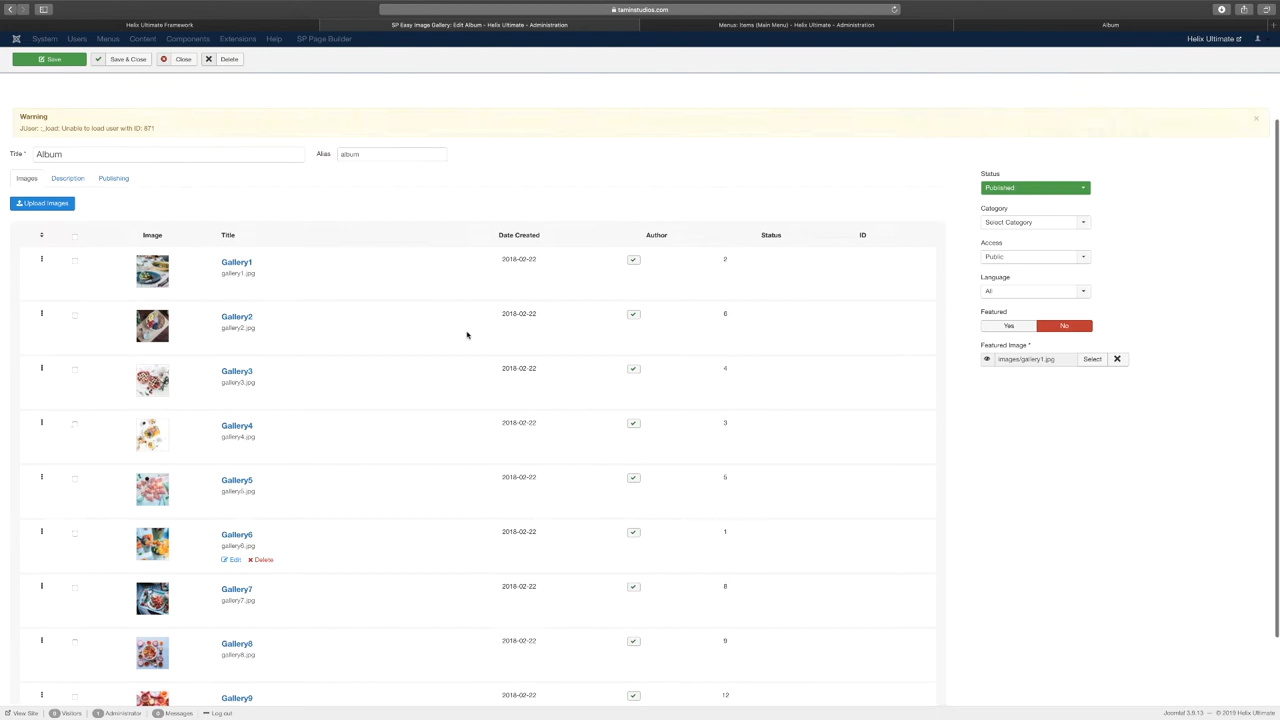 taminstudios.com
Helix Ultimate Framework
SP Easy Image Gallery: Edit Album - Helix Ultimate - Administration
Menus: Items (Main Menu) - Helix Ultimate - Administration
Album
System Users Menus Content Components Extensions Help SP Page Builder
Helix Ultimate
Save
Save & Close
Close
Delete
Warning
JUser: :_load: Unable to load user with ID: 871
Title *
Album
Alias
album
Images
Description
Publishing
Upload Images
Image Title Date Created Author Status ID
Gallery1 2018-02-22 2
gallery1.jpg
Gallery2 2018-02-22 6
gallery2.jpg
Gallery3 2018-02-22 4
gallery3.jpg
Gallery4 2018-02-22 3
gallery4.jpg
Gallery5 2018-02-22 5
gallery5.jpg
Gallery6 2018-02-22 1
gallery6.jpg
Edit Delete
Gallery7 2018-02-22 8
gallery7.jpg
Gallery8 2018-02-22 9
gallery8.jpg
Gallery9 2018-02-22 12
Status
Published
Category
Select Category
Access
Public
Language
All
Featured
Yes No
Featured Image *
images/gallery1.jpg Select
View Site 0 Visitors 1 Administrator 0 Messages Log out
Joomla! 3.9.13 — © 2019 Helix Ultimate